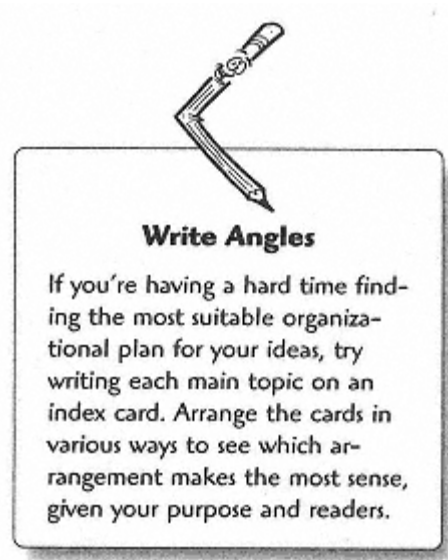 Write Angles
If you're having a hard time find-
ing the most suitable organiza-
tional plan for your ideas, try
writing each main topic on an
index card. Arrange the cards in
various ways to see which ar-
rangement makes the most sense,
given your purpose and readers.